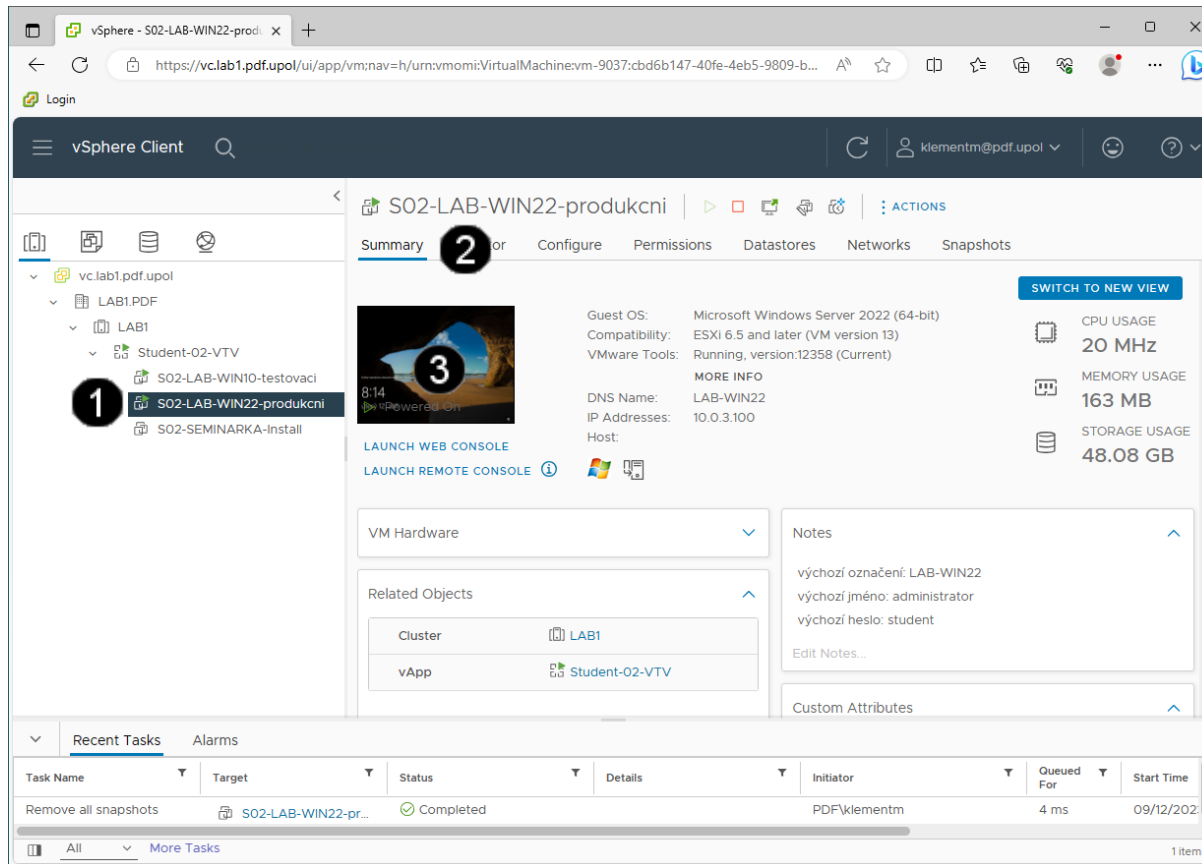 vSphere - S02-LAB-WIN22-produ
https://vc.lab1.pdf.upol/ui/app/vm;nav=h/urn:vmomi:VirtualMachine:vm-9037:cbd6b147-40fe-4eb5-9809-b...
Login
vSphere Client
klementm@pdf.upol
S02-LAB-WIN22-produkcni
ACTIONS
Summary
2
Configure
Permissions
Datastores
Networks
Snapshots
vc.lab1.pdf.upol
LAB1.PDF
LAB1
Student-02-VTV
S02-LAB-WIN10-testovaci
1
S02-LAB-WIN22-produkcni
S02-SEMINARKA-Install
SWITCH TO NEW VIEW
3
8:14
Powered On
LAUNCH WEB CONSOLE
LAUNCH REMOTE CONSOLE
Guest OS: Microsoft Windows Server 2022 (64-bit)
Compatibility: ESXi 6.5 and later (VM version 13)
VMware Tools: Running, version:12358 (Current)
MORE INFO
DNS Name: LAB-WIN22
IP Addresses: 10.0.3.100
Host:
CPU USAGE
20 MHz
MEMORY USAGE
163 MB
STORAGE USAGE
48.08 GB
VM Hardware
Related Objects
Cluster LAB1
vApp Student-02-VTV
Notes
výchozí označení: LAB-WIN22
výchozí jméno: administrator
výchozí heslo: student
Edit Notes...
Custom Attributes
Recent Tasks
Alarms
Task Name Target Status Details Initiator Queued For Start Time
Remove all snapshots S02-LAB-WIN22-pr... Completed PDF\klementm 4 ms 09/12/202
All
More Tasks
1 item